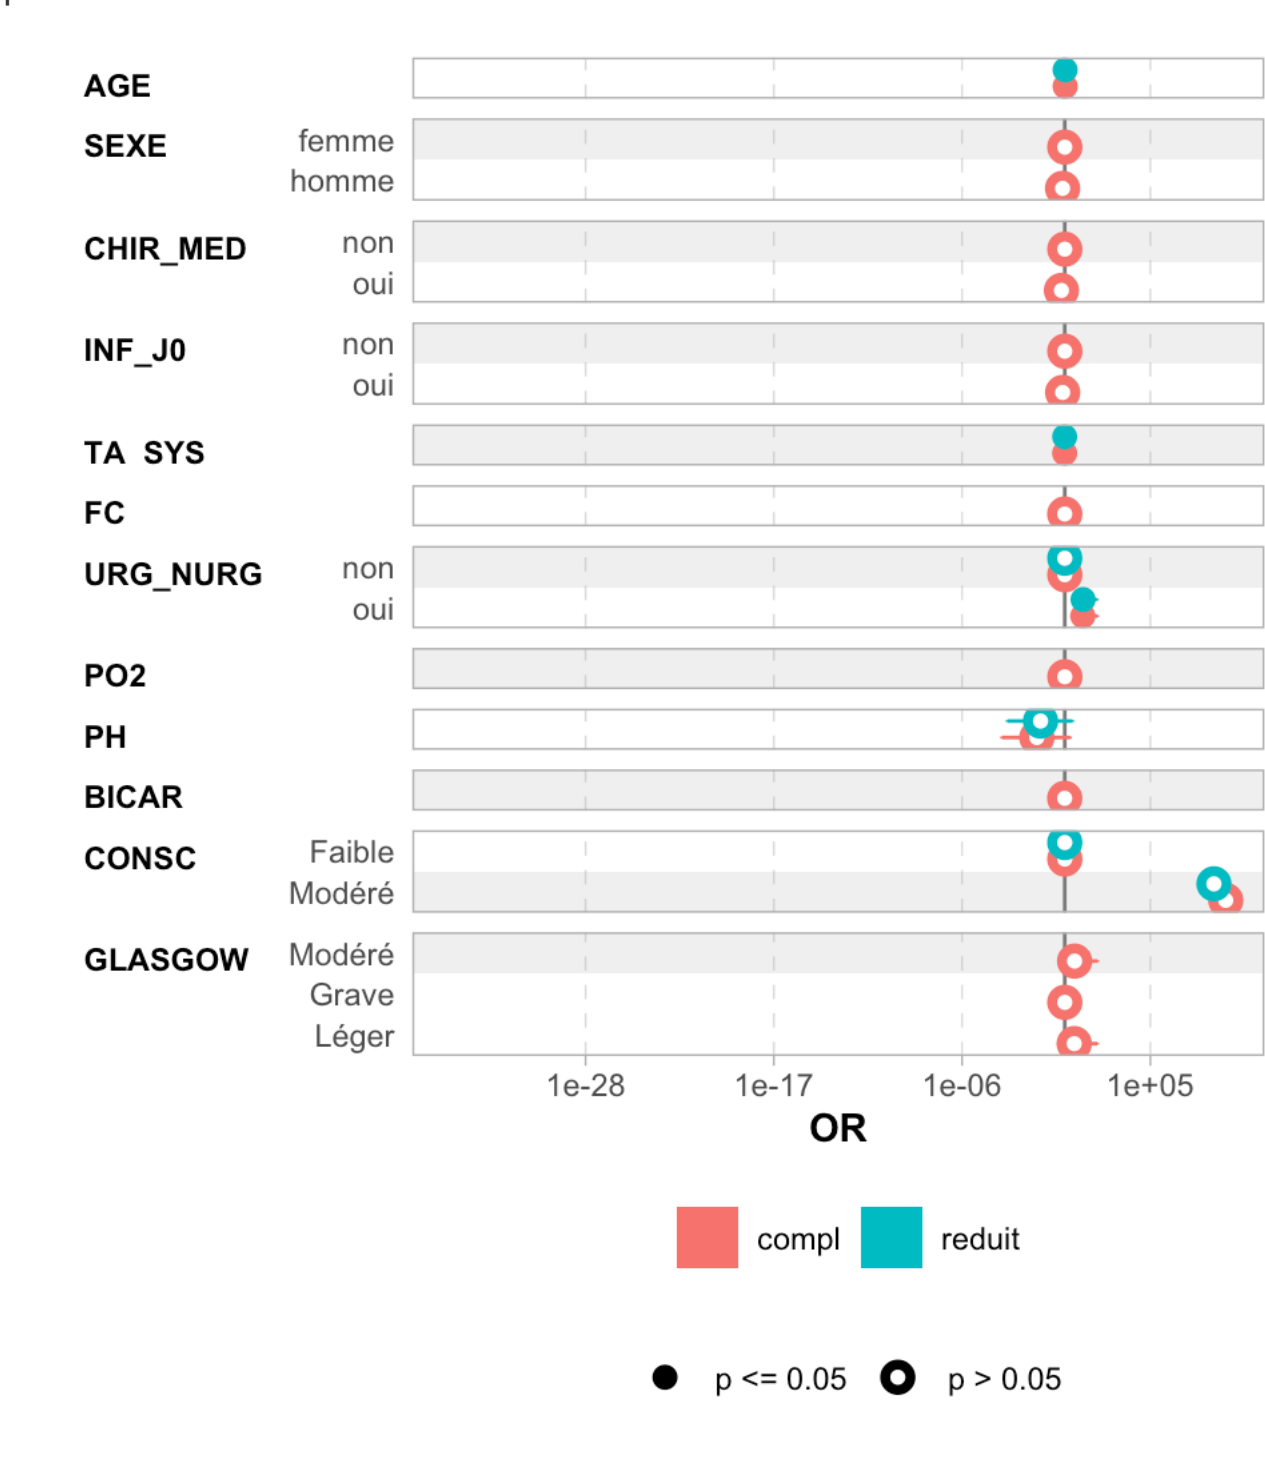 AGE
SEXE femme
homme
CHIR_MED non
oui
INF_J0 non
oui
TA SYS
FC
URG_NURG non
oui
PO2
PH
BICAR
CONSC Faible
Modéré
GLASGOW Modéré
Grave
Léger
1e-28 1e-17 1e-06 1e+05
OR
compl reduit
p <= 0.05 p > 0.05